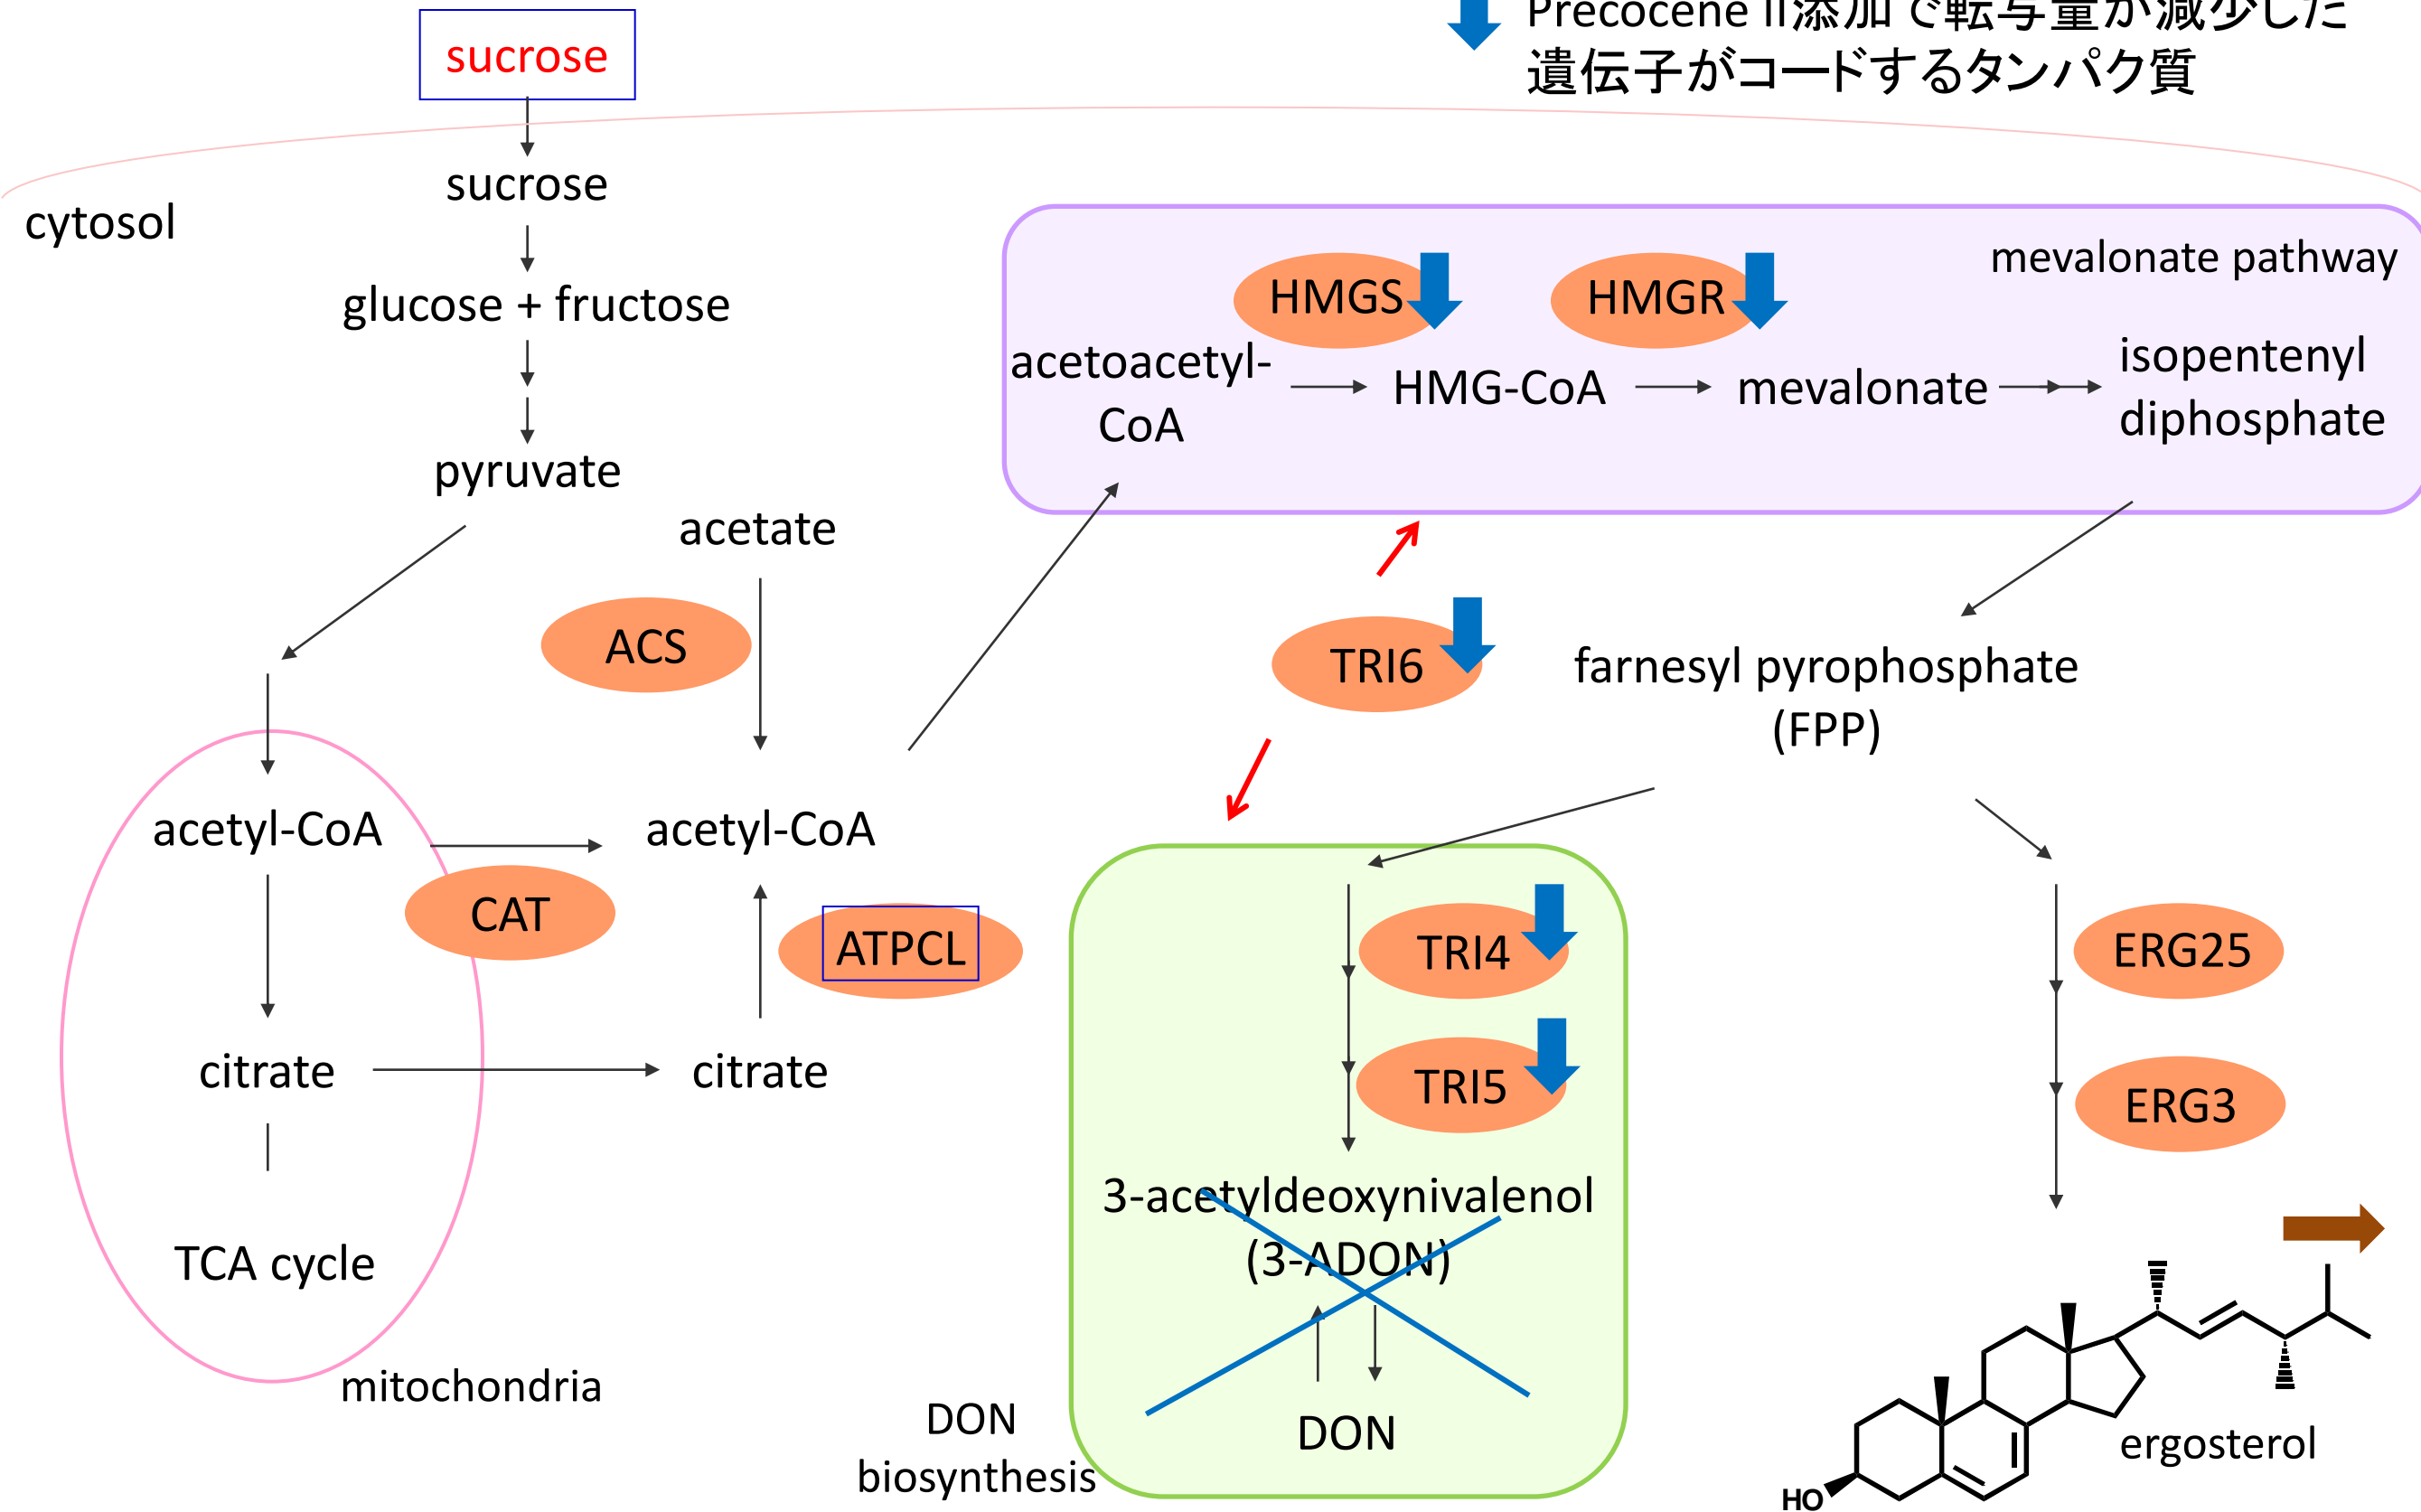 Precocene II添加で転写量が減少した
遺伝子がコードするタンパク質
sucrose
sucrose
cytosol
glucose + fructose
pyruvate
mevalonate pathway
HMGS
HMGR
acetoacetyl-
CoA
HMG-CoA
mevalonate
isopentenyl
diphosphate
acetate
ACS
TRI6
farnesyl pyrophosphate
(FPP)
acetyl-CoA
acetyl-CoA
CAT
ATPCL
citrate
citrate
TCA cycle
mitochondria
TRI4
TRI5
3-acetyldeoxynivalenol
(3-ADON)
DON
DON
biosynthesis
ERG25
ERG3
ergosterol
HO